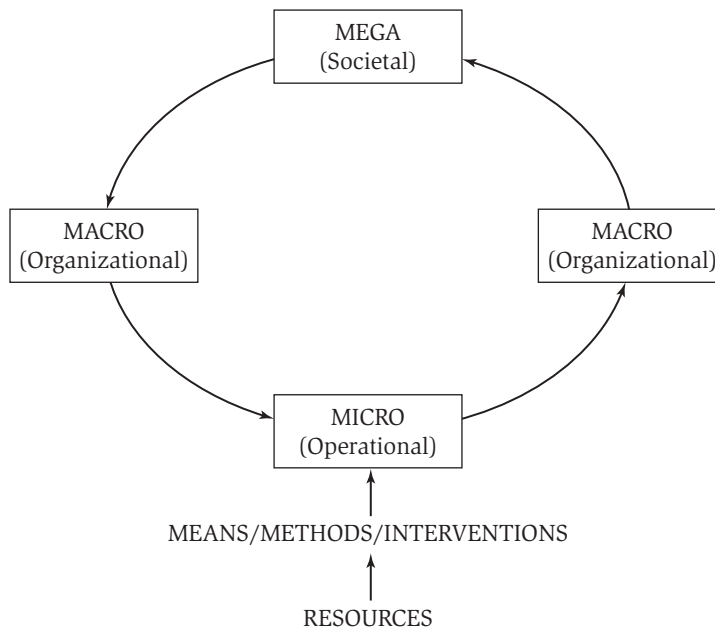 MEGA
(Societal)
MACRO
(Organizational)
MACRO
(Organizational)
MICRO
(Operational)
MEANS/METHODS/INTERVENTIONS
RESOURCES